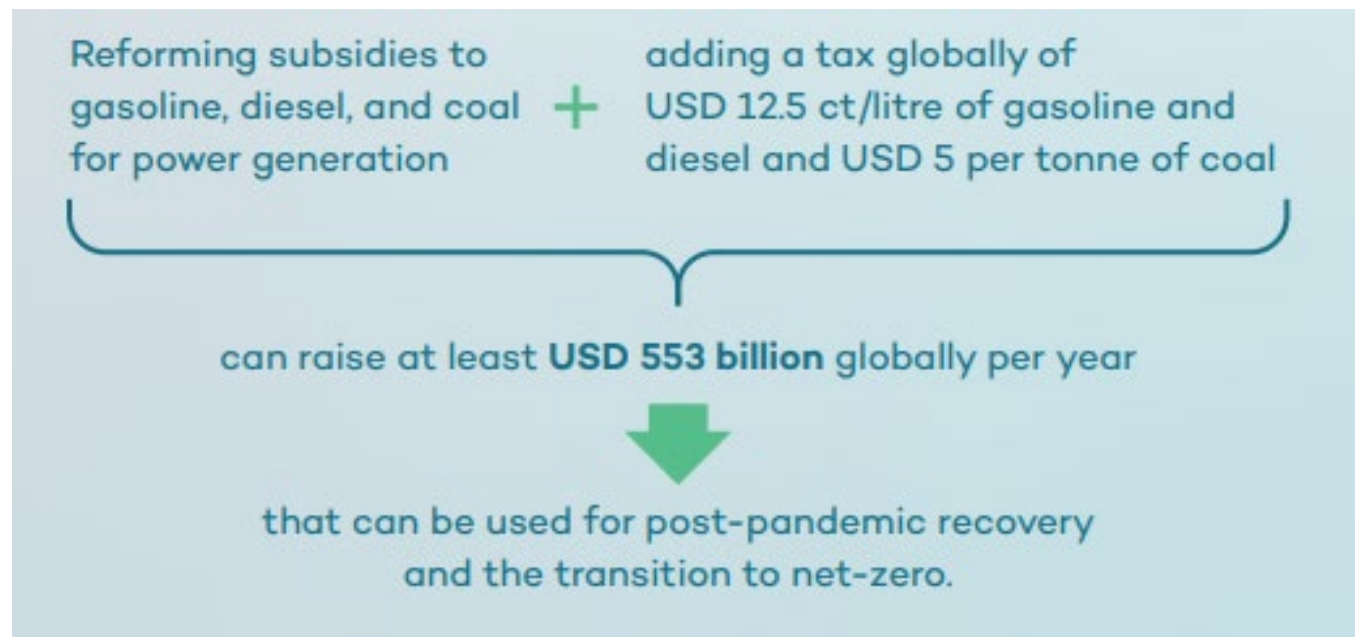 Reforming subsidies to
gasoline, diesel, and coal
for power generation
+
adding a tax globally of
USD 12.5 ct/litre of gasoline and
diesel and USD 5 per tonne of coal
can raise at least USD 553 billion globally per year
that can be used for post-pandemic recovery
and the transition to net-zero.